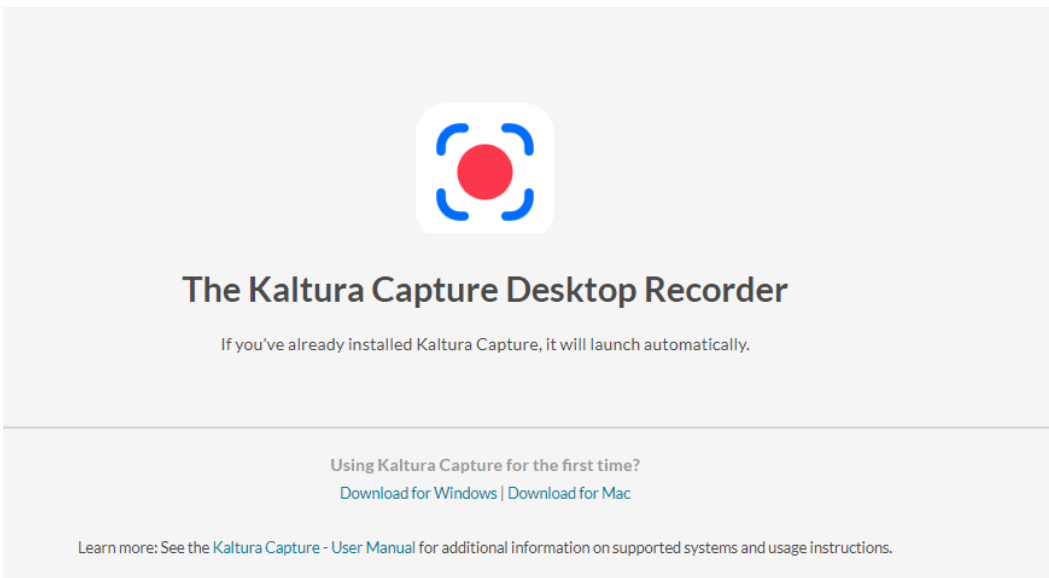 The Kaltura Capture Desktop Recorder
If you've already installed Kaltura Capture, it will launch automatically.
Using Kaltura Capture for the first time?
Download for Windows | Download for Mac
Learn more: See the Kaltura Capture - User Manual for additional information on supported systems and usage instructions.